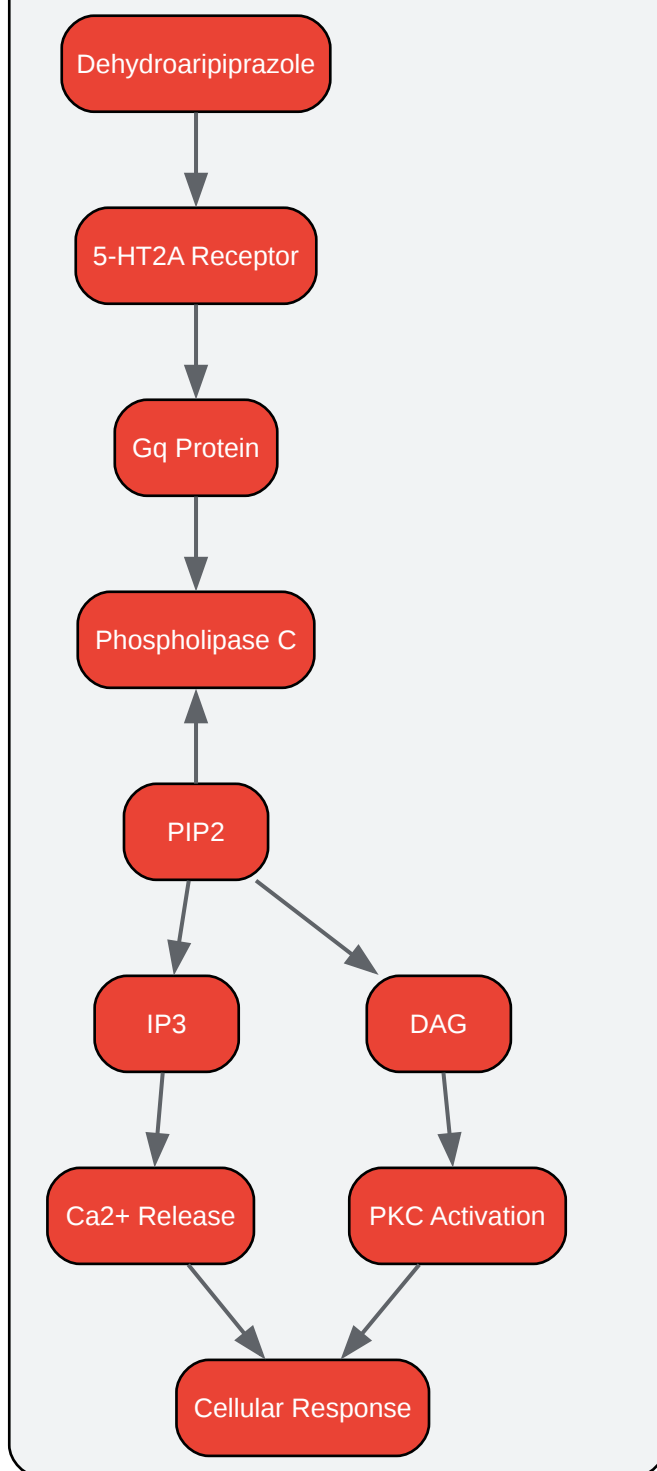 Dehydroaripiprazole
5-HT2A Receptor
Gq Protein
Phospholipase C
PIP2
IP3
DAG
Ca2+ Release
PKC Activation
Cellular Response